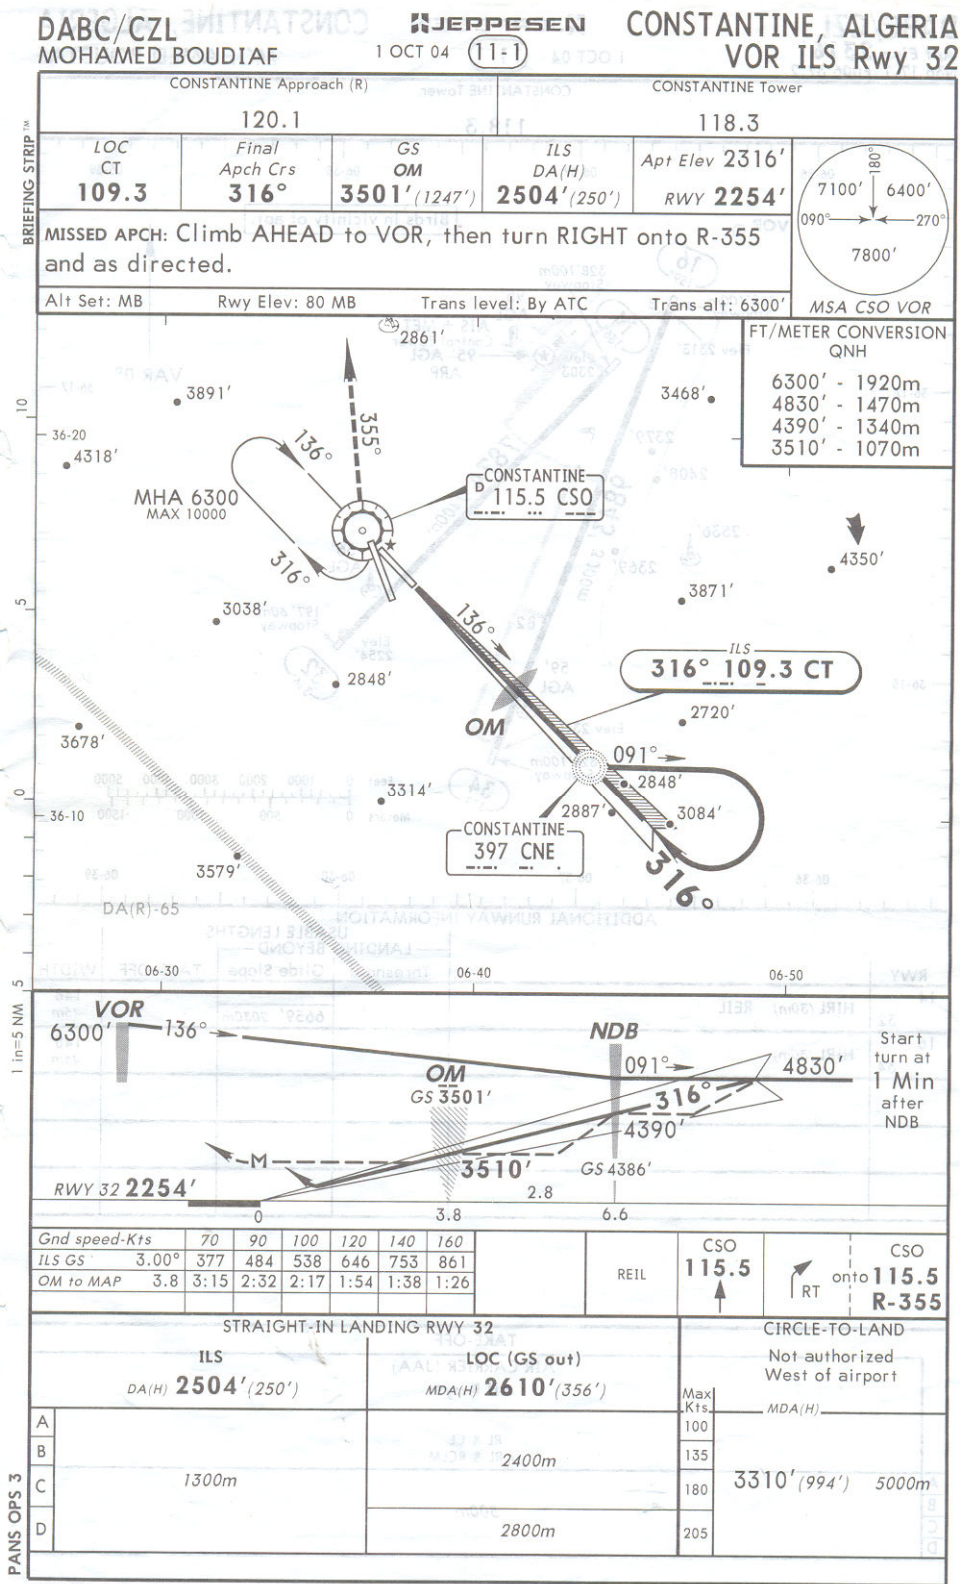 DABC/CZL
MOHAMED BOUDIAF
JEPPESEN
1 OCT 04
11-1
CONSTANTINE, ALGERIA
VOR ILS Rwy 32
BRIEFING STRIP™
CONSTANTINE Approach (R)
120.1
CONSTANTINE Tower
118.3
LOC
CT
109.3
Final
Apch Crs
316°
GS
OM
3501' (1247')
ILS
DA(H)
2504' (250')
Apt Elev 2316'
RWY 2254'
MISSED APCH: Climb AHEAD to VOR, then turn RIGHT onto R-355
and as directed.
Alt Set: MB Rwy Elev: 80 MB Trans level: By ATC Trans alt: 6300'
180°
7100' 6400'
090° 270°
7800'
MSA CSO VOR
FT/METER CONVERSION
QNH
6300' - 1920m
4830' - 1470m
4390' - 1340m
3510' - 1070m
2861'
3891'
3468'
10
36-20
4318'
355°
136°
MHA 6300
MAX 10000
CONSTANTINE
D 115.5 CSO
316°
4350'
3871'
5
3038'
136°
ILS
316° 109.3 CT
2848'
OM
2720'
3678'
091°
2848'
0
3314'
36-10
2887'
3084'
CONSTANTINE
397 CNE
316°
3579'
DA(R)-65
5
06-30
06-40
06-50
1 in=5 NM
VOR
6300'
136°
NDB
091°
4830'
Start
turn at
1 Min
after
NDB
OM
GS 3501'
316°
4390'
M
3510'
GS 4386'
RWY 32 2254'
2.8
0
3.8
6.6
Gnd speed-Kts 70 90 100 120 140 160
ILS GS 3.00° 377 484 538 646 753 861
OM to MAP 3.8 3:15 2:32 2:17 1:54 1:38 1:26
REIL
CSO
115.5
RT
CSO
onto 115.5
R-355
STRAIGHT-IN LANDING RWY 32
CIRCLE-TO-LAND
ILS
DA(H) 2504' (250')
LOC (GS out)
MDA(H) 2610' (356')
Not authorized
West of airport
Max
Kts
MDA(H)
A
B
C
D
1300m
2400m
2800m
100
135
180
205
3310' (994') 5000m
PANS OPS 3